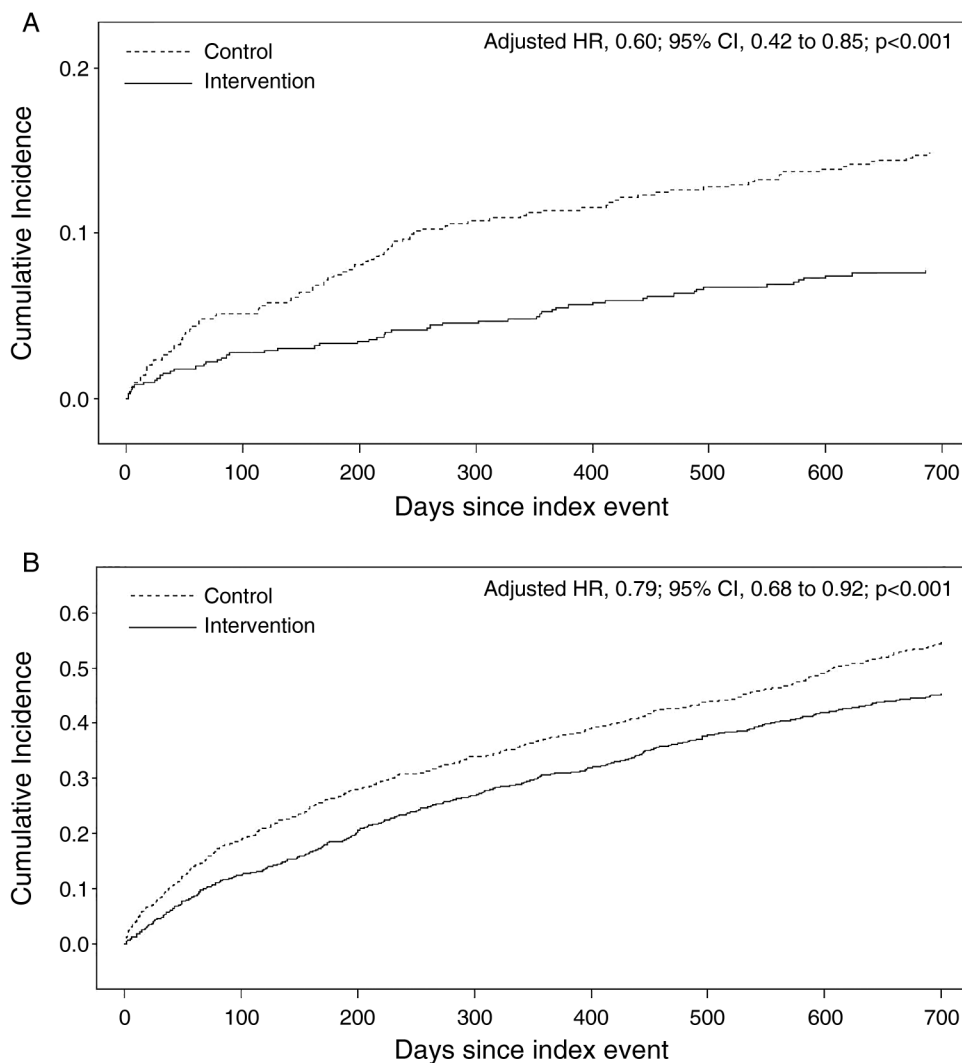 A
Control
Intervention
Adjusted HR, 0.60; 95% CI, 0.42 to 0.85; p<0.001
Cumulative Incidence
0.2
0.1
0.0
0 100 200 300 400 500 600 700
Days since index event
B
Control
Intervention
Adjusted HR, 0.79; 95% CI, 0.68 to 0.92; p<0.001
Cumulative Incidence
0.6
0.5
0.4
0.3
0.2
0.1
0.0
0 100 200 300 400 500 600 700
Days since index event